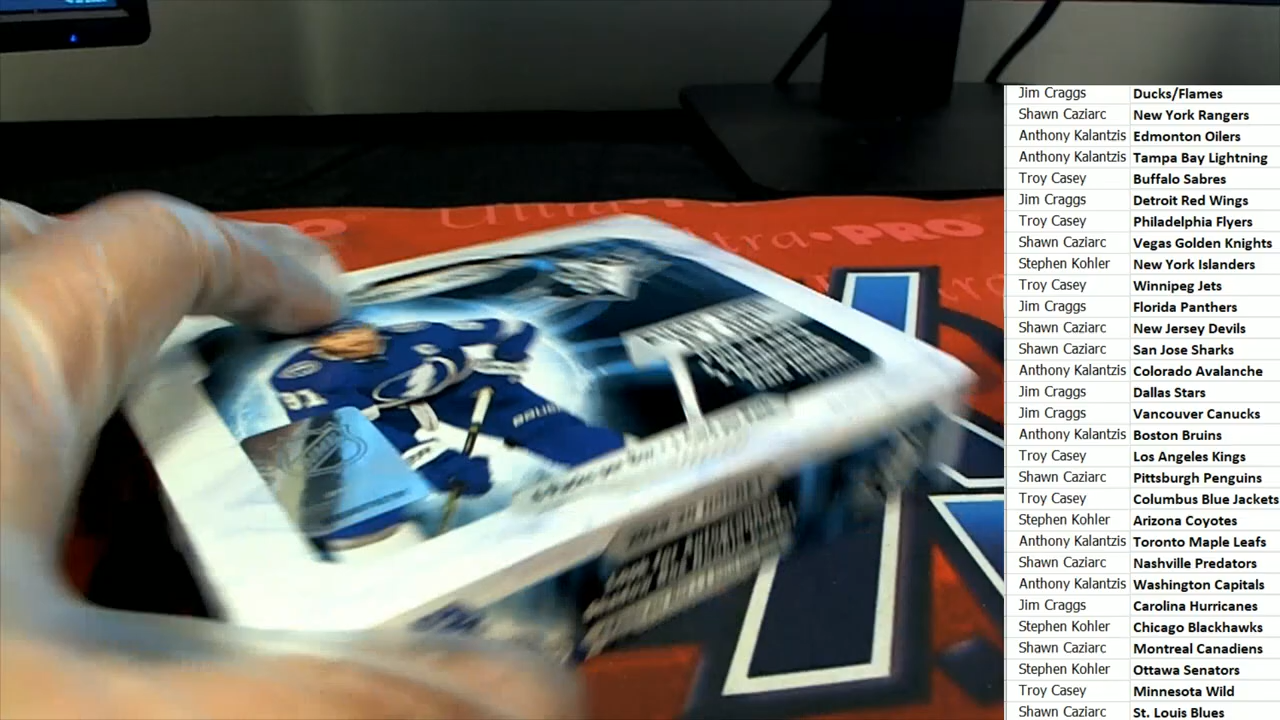 Jim Craggs Ducks/Flames
Shawn Caziarc New York Rangers
Anthony Kalantzis Edmonton Oilers
Anthony Kalantzis Tampa Bay Lightning
Troy Casey Buffalo Sabres
Jim Craggs Detroit Red Wings
Troy Casey Philadelphia Flyers
Shawn Caziarc Vegas Golden Knights
Stephen Kohler New York Islanders
Troy Casey Winnipeg Jets
Jim Craggs Florida Panthers
Shawn Caziarc New Jersey Devils
Shawn Caziarc San Jose Sharks
Anthony Kalantzis Colorado Avalanche
Jim Craggs Dallas Stars
Jim Craggs Vancouver Canucks
Anthony Kalantzis Boston Bruins
Troy Casey Los Angeles Kings
Shawn Caziarc Pittsburgh Penguins
Troy Casey Columbus Blue Jackets
Stephen Kohler Arizona Coyotes
Anthony Kalantzis Toronto Maple Leafs
Shawn Caziarc Nashville Predators
Anthony Kalantzis Washington Capitals
Jim Craggs Carolina Hurricanes
Stephen Kohler Chicago Blackhawks
Shawn Caziarc Montreal Canadiens
Stephen Kohler Ottawa Senators
Troy Casey Minnesota Wild
Shawn Caziarc St. Louis Blues
PRO
91
NHL